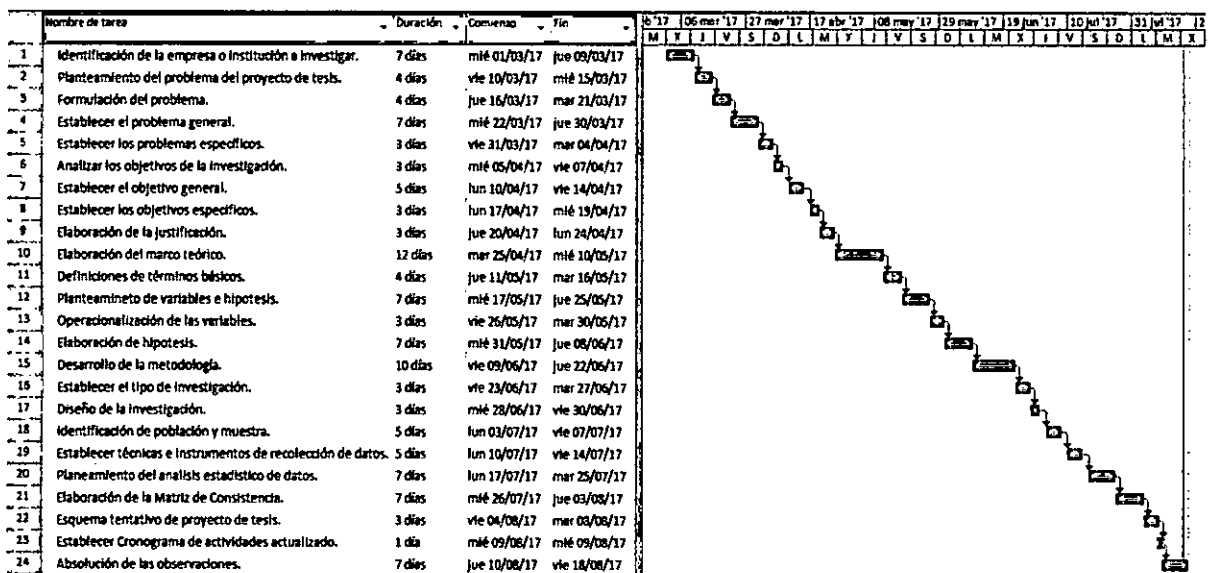 Nombre de tarea Duración Comienzo Fin 06 mar '17 27 mar '17 17 abr '17 08 may '17 29 may '17 19 jun '17 10 jul '17 31 jul '17
M X J V S D L M X J V S D L M X J V S D L M X
1 Identificación de la empresa o institución a investigar. 7 días mié 01/03/17 jue 09/03/17
2 Planteamiento del problema del proyecto de tesis. 4 días vie 10/03/17 mié 15/03/17
3 Formulación del problema. 4 días jue 16/03/17 mar 21/03/17
4 Establecer el problema general. 7 días mié 22/03/17 jue 30/03/17
5 Establecer los problemas específicos. 3 días vie 31/03/17 mar 04/04/17
6 Analizar los objetivos de la investigación. 3 días mié 05/04/17 vie 07/04/17
7 Establecer el objetivo general. 5 días lun 10/04/17 vie 14/04/17
8 Establecer los objetivos específicos. 3 días lun 17/04/17 mié 19/04/17
9 Elaboración de la justificación. 3 días jue 20/04/17 lun 24/04/17
10 Elaboración del marco teórico. 12 días mar 25/04/17 mié 10/05/17
11 Definiciones de términos básicos. 4 días jue 11/05/17 mar 16/05/17
12 Planteamineto de variables e hipotesis. 7 días mié 17/05/17 jue 25/05/17
13 Operacionalización de las variables. 3 días vie 26/05/17 mar 30/05/17
14 Elaboración de hipotesis. 7 días mié 31/05/17 jue 08/06/17
15 Desarrollo de la metodología. 10 días vie 09/06/17 jue 22/06/17
16 Establecer el tipo de investigación. 3 días vie 23/06/17 mar 27/06/17
17 Diseño de la investigación. 3 días mié 28/06/17 vie 30/06/17
18 Identificación de población y muestra. 5 días lun 03/07/17 vie 07/07/17
19 Establecer técnicas e instrumentos de recolección de datos. 5 días lun 10/07/17 vie 14/07/17
20 Planeamiento del analisis estadístico de datos. 7 días lun 17/07/17 mar 25/07/17
21 Elaboración de la Matriz de Consistencia. 7 días mié 26/07/17 jue 03/08/17
22 Esquema tentativo de proyecto de tesis. 3 días vie 04/08/17 mar 08/08/17
23 Establecer Cronograma de actividades actualizado. 1 día mié 09/08/17 mié 09/08/17
24 Absolución de las observaciones. 7 días jue 10/08/17 vie 18/08/17